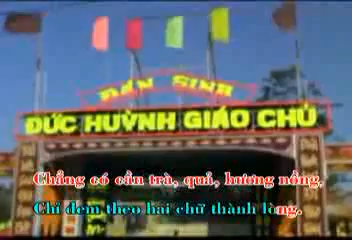 ĐẢN SINH
ĐỨC HUỲNH GIÁO CHỦ
Chẳng có cần trà, quả, hương nồng,
Chỉ đem theo hai chữ thành lòng.